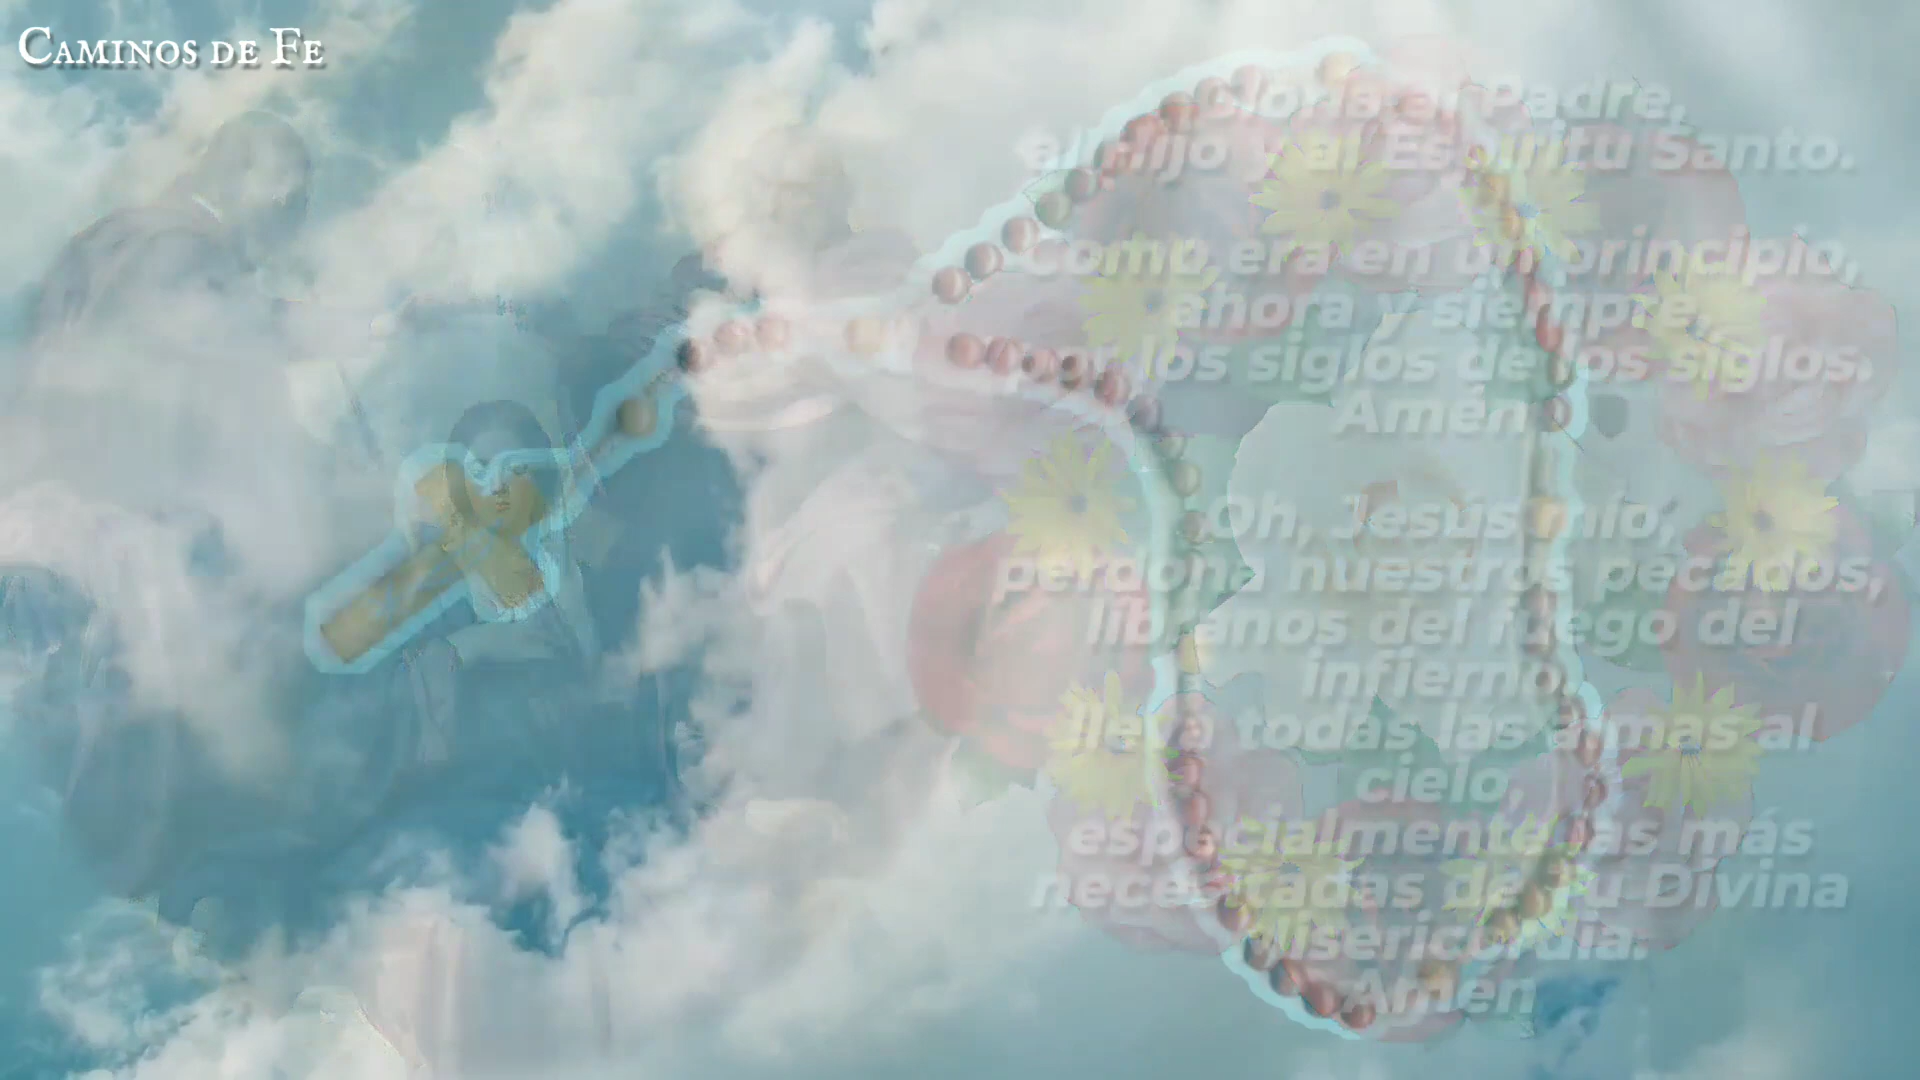 Caminos de Fe
Gloria al Padre,
al Hijo y al Espíritu Santo.
Como era en un principio,
ahora y siempre,
por los siglos de los siglos.
Amén
Oh, Jesús mío,
perdona nuestros pecados,
líbranos del fuego del
infierno,
lleva todas las almas al
cielo,
especialmente las más
necesitadas de Tu Divina
Misericordia.
Amén